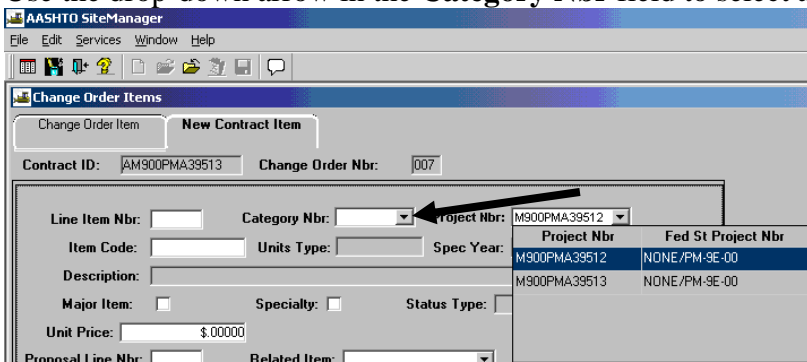 AASHTO SiteManager
File Edit Services Window Help
Change Order Items
Change Order Item New Contract Item
Contract ID: AM900PMA39513 Change Order Nbr: 007
Line Item Nbr: Category Nbr: Project Nbr: M900PMA39512
Item Code: Units Type: Spec Year: Project Nbr Fed St Project Nbr
M900PMA39512 NONE/PM-9E-00
Description: M900PMA39513 NONE/PM-9E-00
Major Item: Specialty: Status Type:
Unit Price: $.00000
Proposal Line Nbr: Related Item: